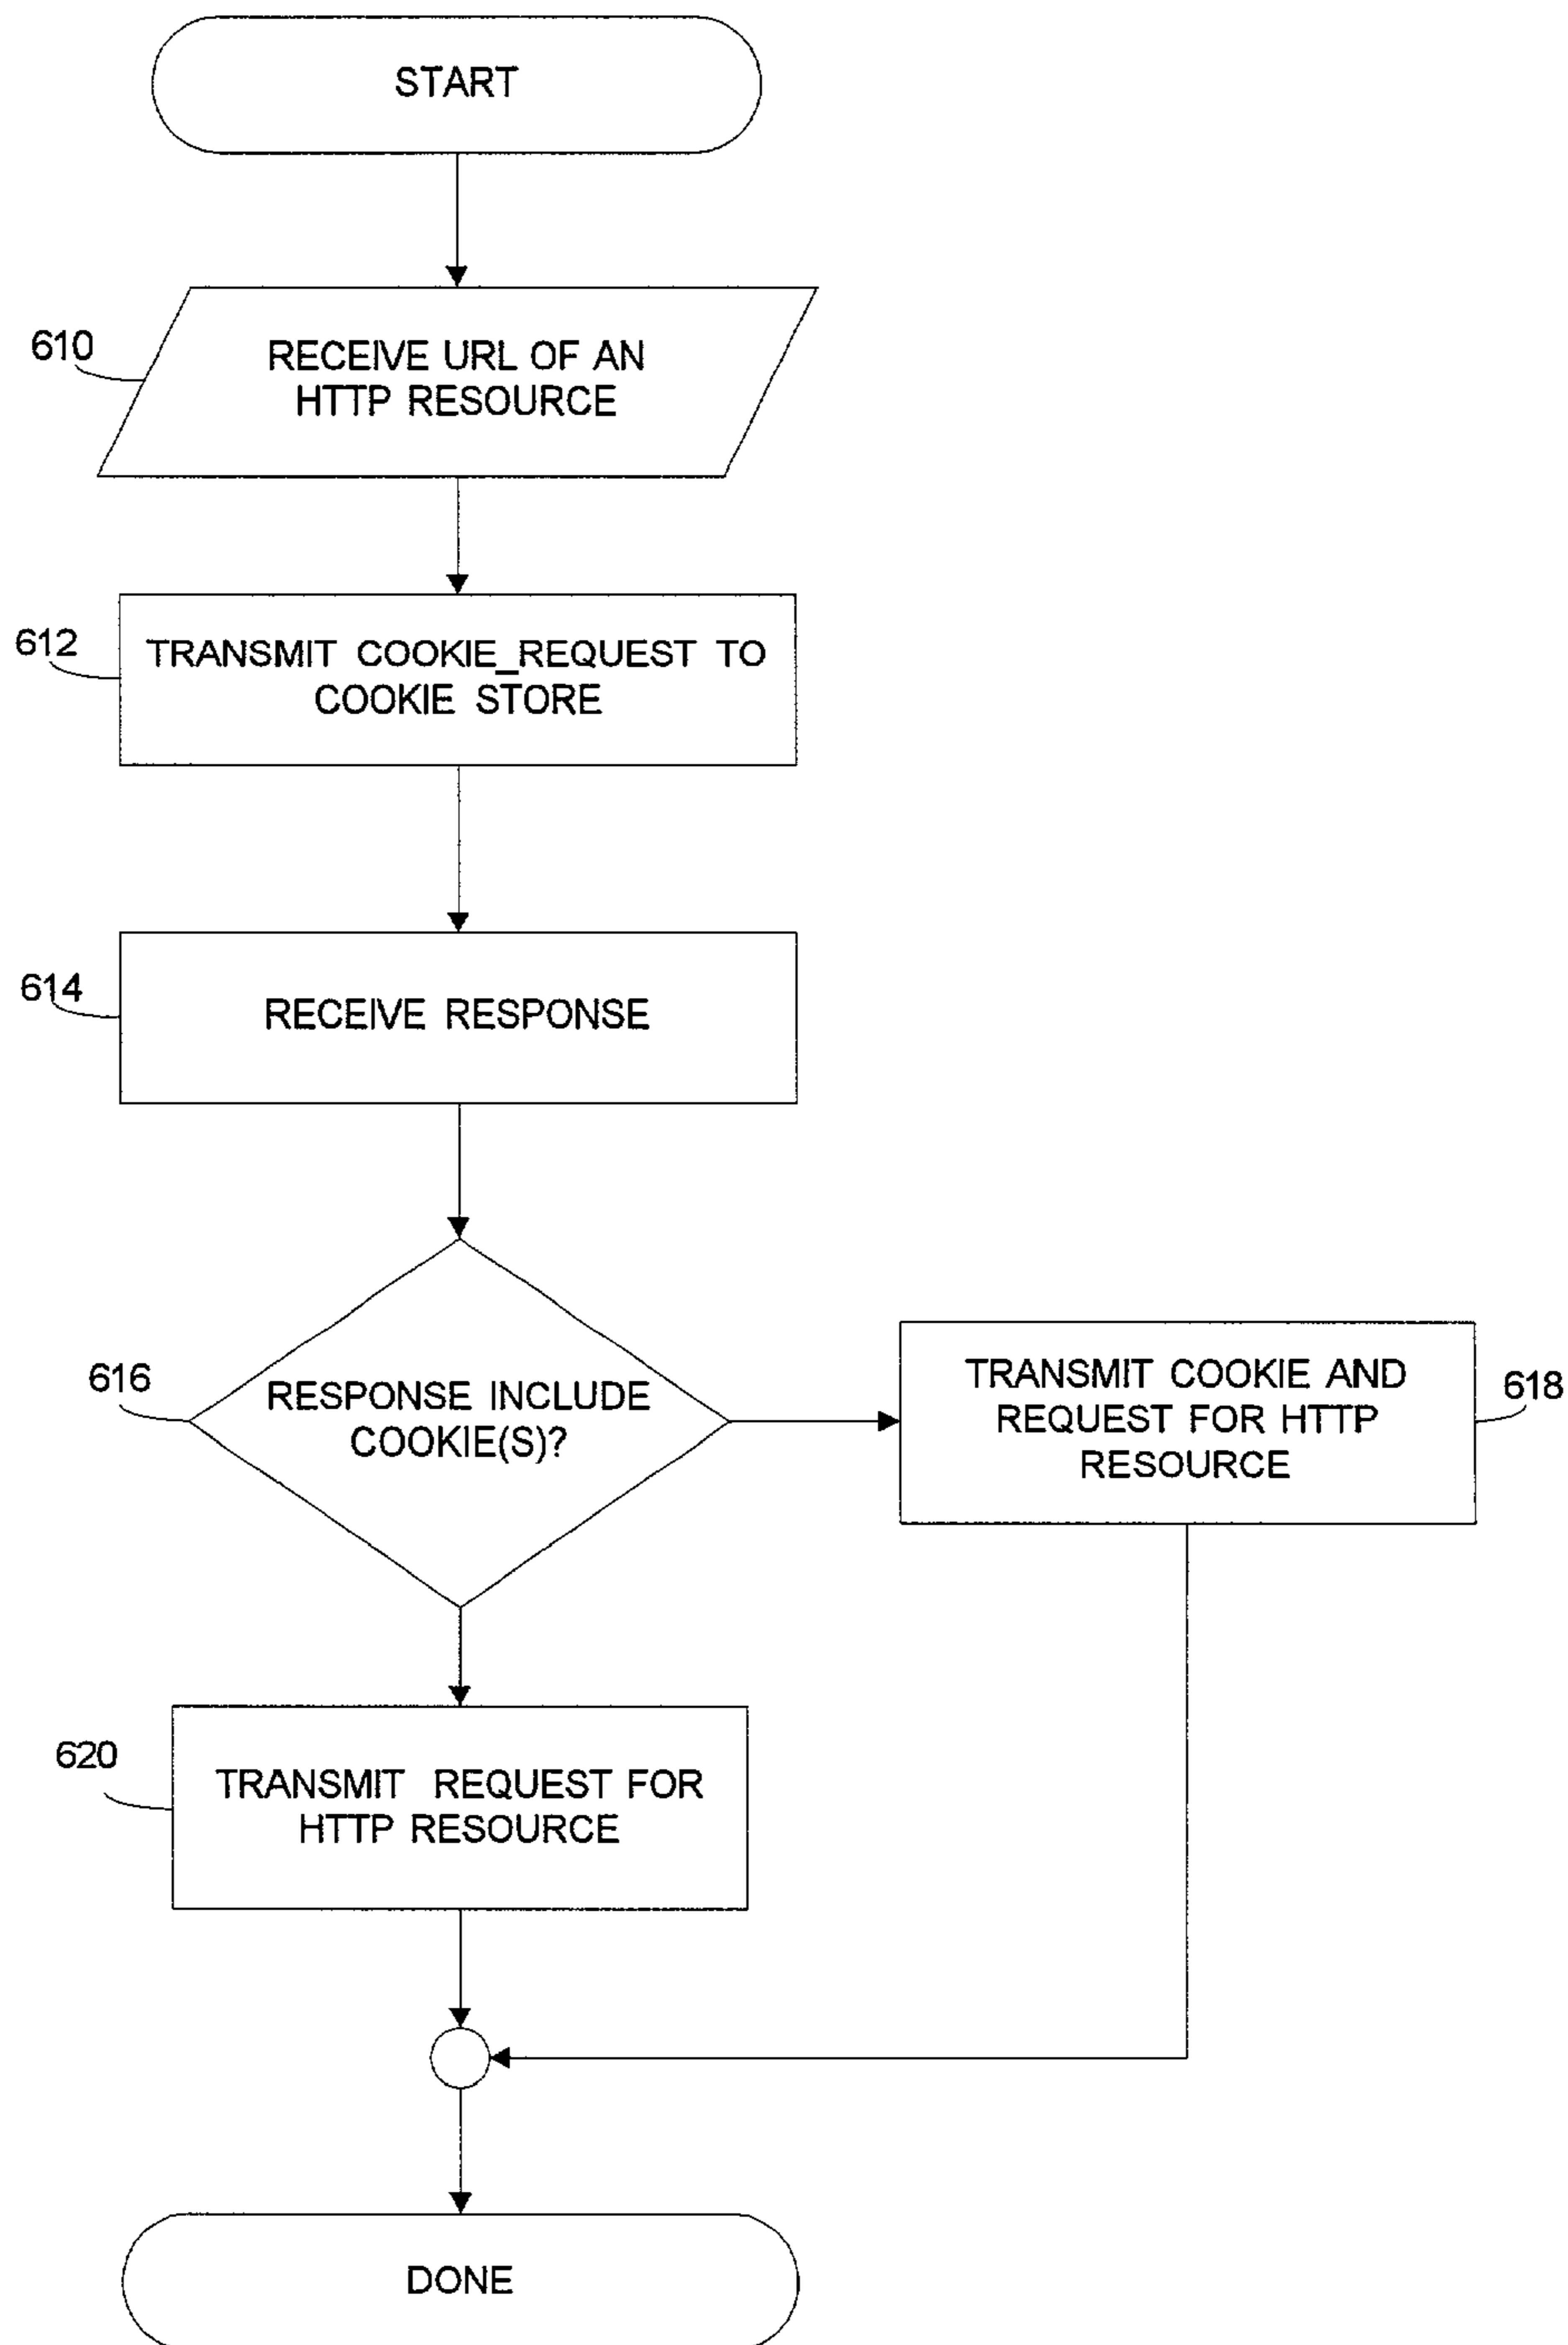 START
610
RECEIVE URL OF AN
HTTP RESOURCE
612
TRANSMIT COOKIE_REQUEST TO
COOKIE STORE
614
RECEIVE RESPONSE
616
RESPONSE INCLUDE
COOKIE(S)?
TRANSMIT COOKIE AND
REQUEST FOR HTTP
RESOURCE
618
620
TRANSMIT REQUEST FOR
HTTP RESOURCE
DONE